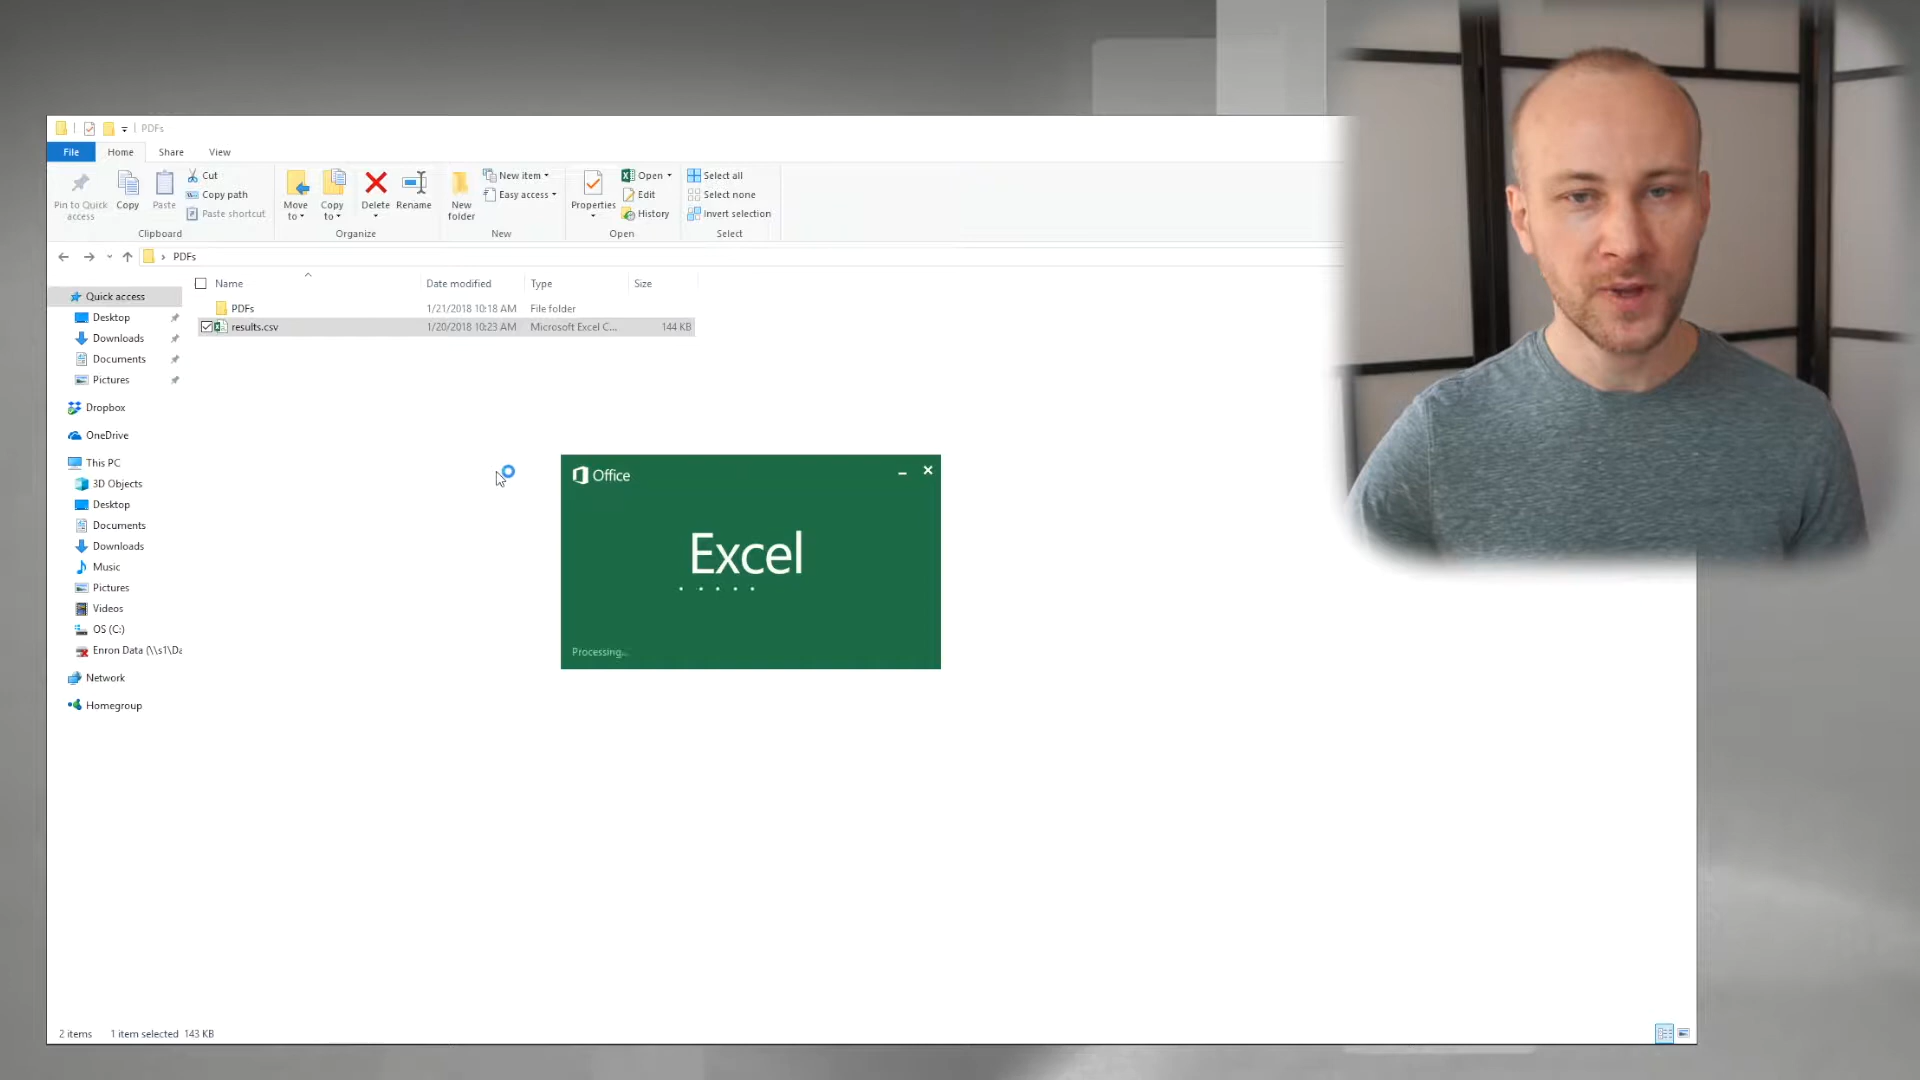 PDFs
File Home Share View
Pin to Quick access
Copy
Paste
Cut
Copy path
Paste shortcut
Clipboard
Move to
Copy to
Delete
Rename
Organize
New folder
New item
Easy access
New
Properties
Open
Edit
History
Open
Select all
Select none
Invert selection
Select
› PDFs
Name Date modified Type Size
PDFs 1/21/2018 10:18 AM File folder
results.csv 1/20/2018 10:23 AM Microsoft Excel C... 144 KB
Quick access
Desktop
Downloads
Documents
Pictures
Dropbox
OneDrive
This PC
3D Objects
Desktop
Documents
Downloads
Music
Pictures
Videos
OS (C:)
Enron Data (\\s1\Da
Network
Homegroup
Office
Excel
Processing...
2 items 1 item selected 143 KB